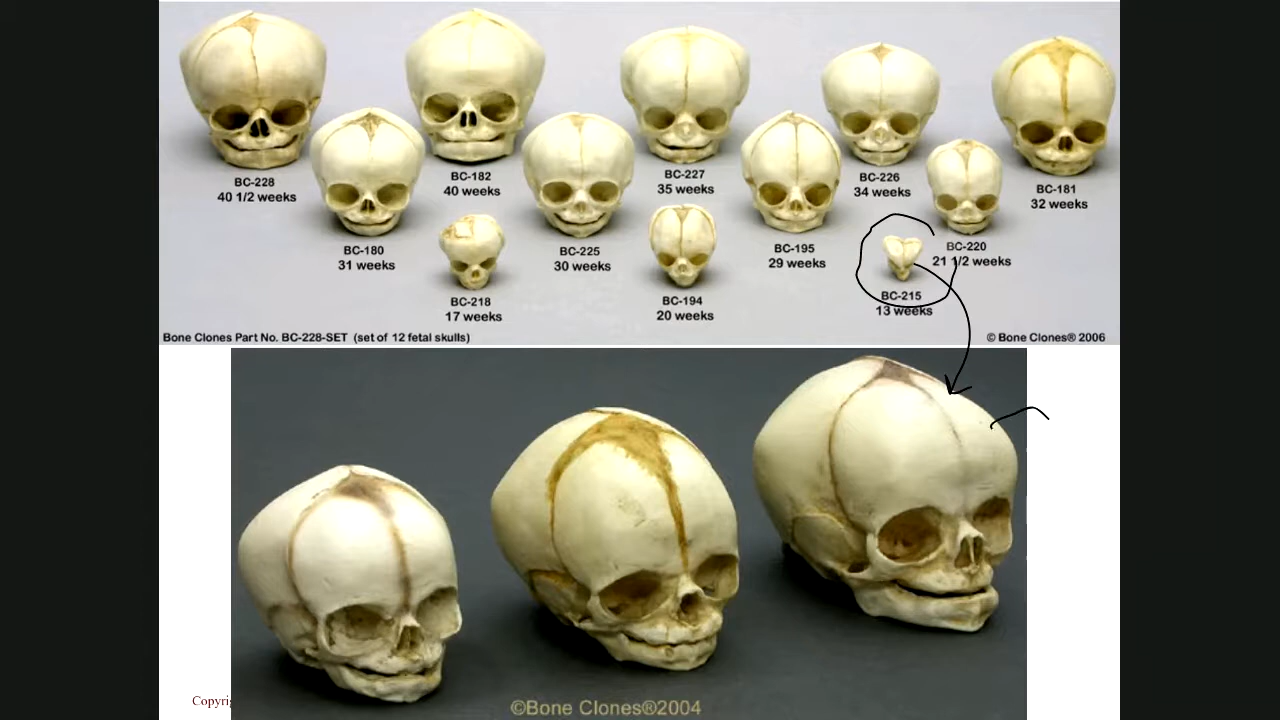 BC-228
40 1/2 weeks
BC-182
40 weeks
BC-227
35 weeks
BC-226
34 weeks
BC-181
32 weeks
BC-180
31 weeks
BC-225
30 weeks
BC-195
29 weeks
BC-220
21 1/2 weeks
BC-218
17 weeks
BC-194
20 weeks
BC-215
13 weeks
Bone Clones Part No. BC-228-SET (set of 12 fetal skulls)
© Bone Clones® 2006
Copyri
©Bone Clones®2004